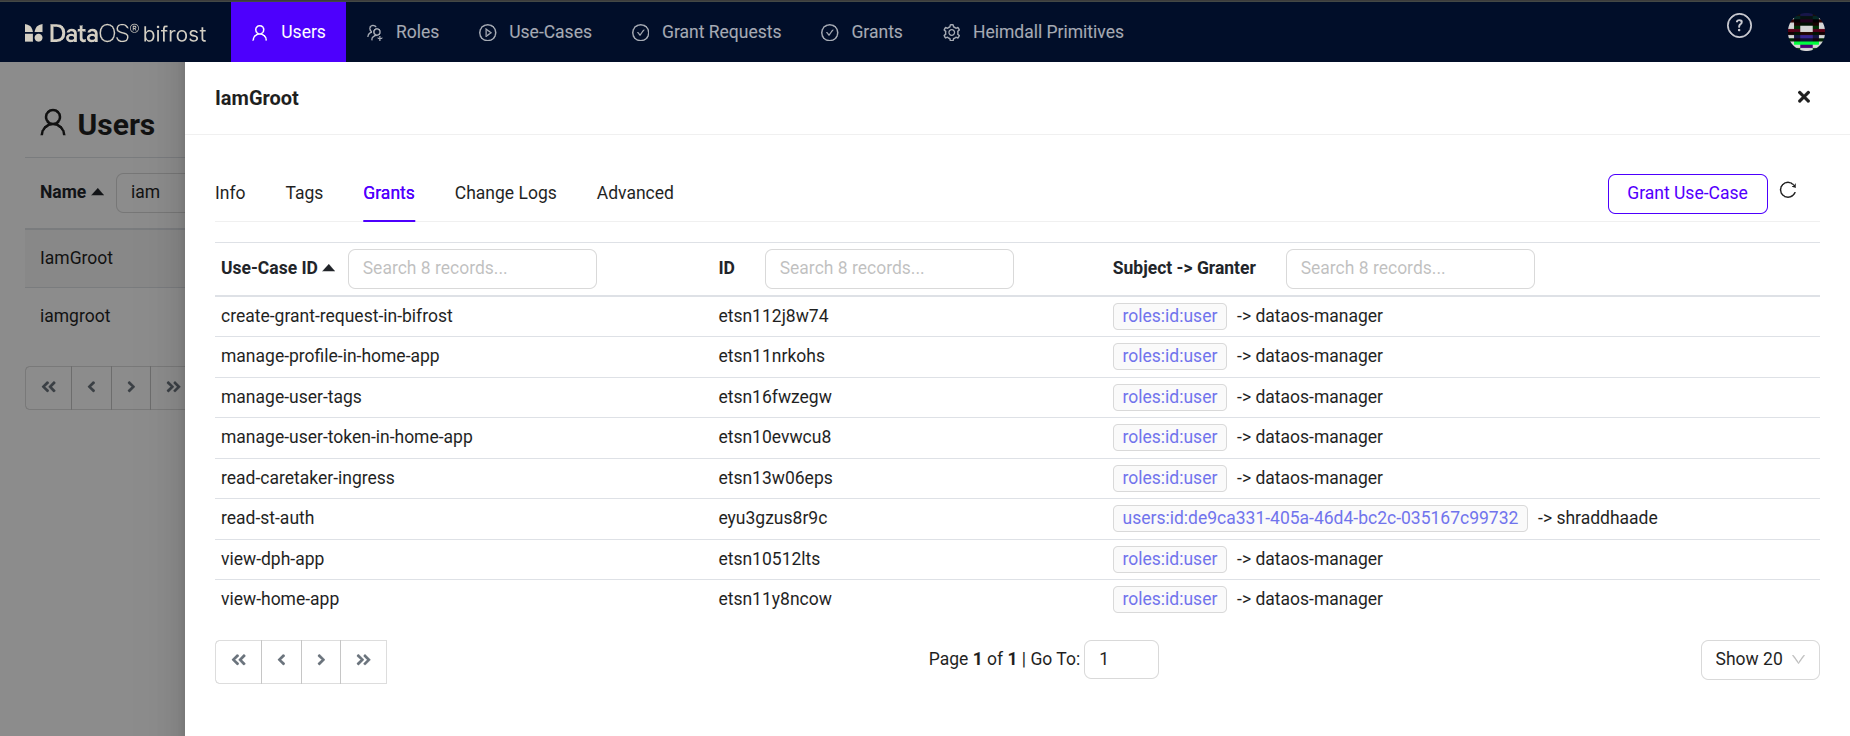 DataOS® bifrost Users Roles Use-Cases Grant Requests Grants Heimdall Primitives ?
Users
Name iam
IamGroot
iamgroot
IamGroot
Info Tags Grants Change Logs Advanced Grant Use-Case
Use-Case ID Search 8 records... ID Search 8 records... Subject -> Granter Search 8 records...
create-grant-request-in-bifrost etsn112j8w74 roles:id:user -> dataos-manager
manage-profile-in-home-app etsn11nrkohs roles:id:user -> dataos-manager
manage-user-tags etsn16fwzegw roles:id:user -> dataos-manager
manage-user-token-in-home-app etsn10evwcu8 roles:id:user -> dataos-manager
read-caretaker-ingress etsn13w06eps roles:id:user -> dataos-manager
read-st-auth eyu3gzus8r9c users:id:de9ca331-405a-46d4-bc2c-035167c99732 -> shraddhaade
view-dph-app etsn10512lts roles:id:user -> dataos-manager
view-home-app etsn11y8ncow roles:id:user -> dataos-manager
Page 1 of 1 | Go To: 1 Show 20